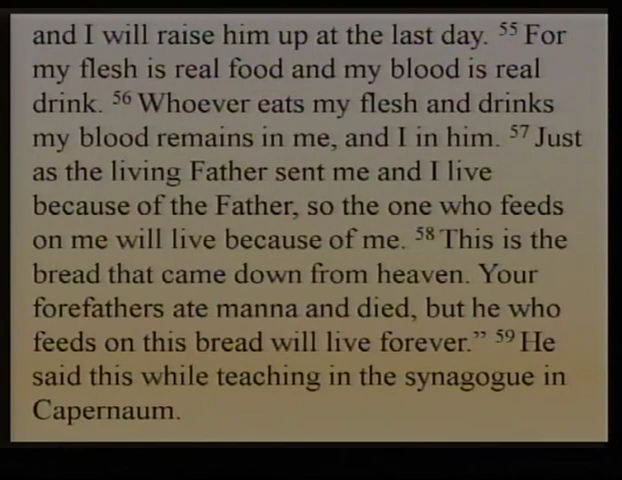 and I will raise him up at the last day. 55 For
my flesh is real food and my blood is real
drink. 56 Whoever eats my flesh and drinks
my blood remains in me, and I in him. 57 Just
as the living Father sent me and I live
because of the Father, so the one who feeds
on me will live because of me. 58 This is the
bread that came down from heaven. Your
forefathers ate manna and died, but he who
feeds on this bread will live forever.” 59 He
said this while teaching in the synagogue in
Capernaum.